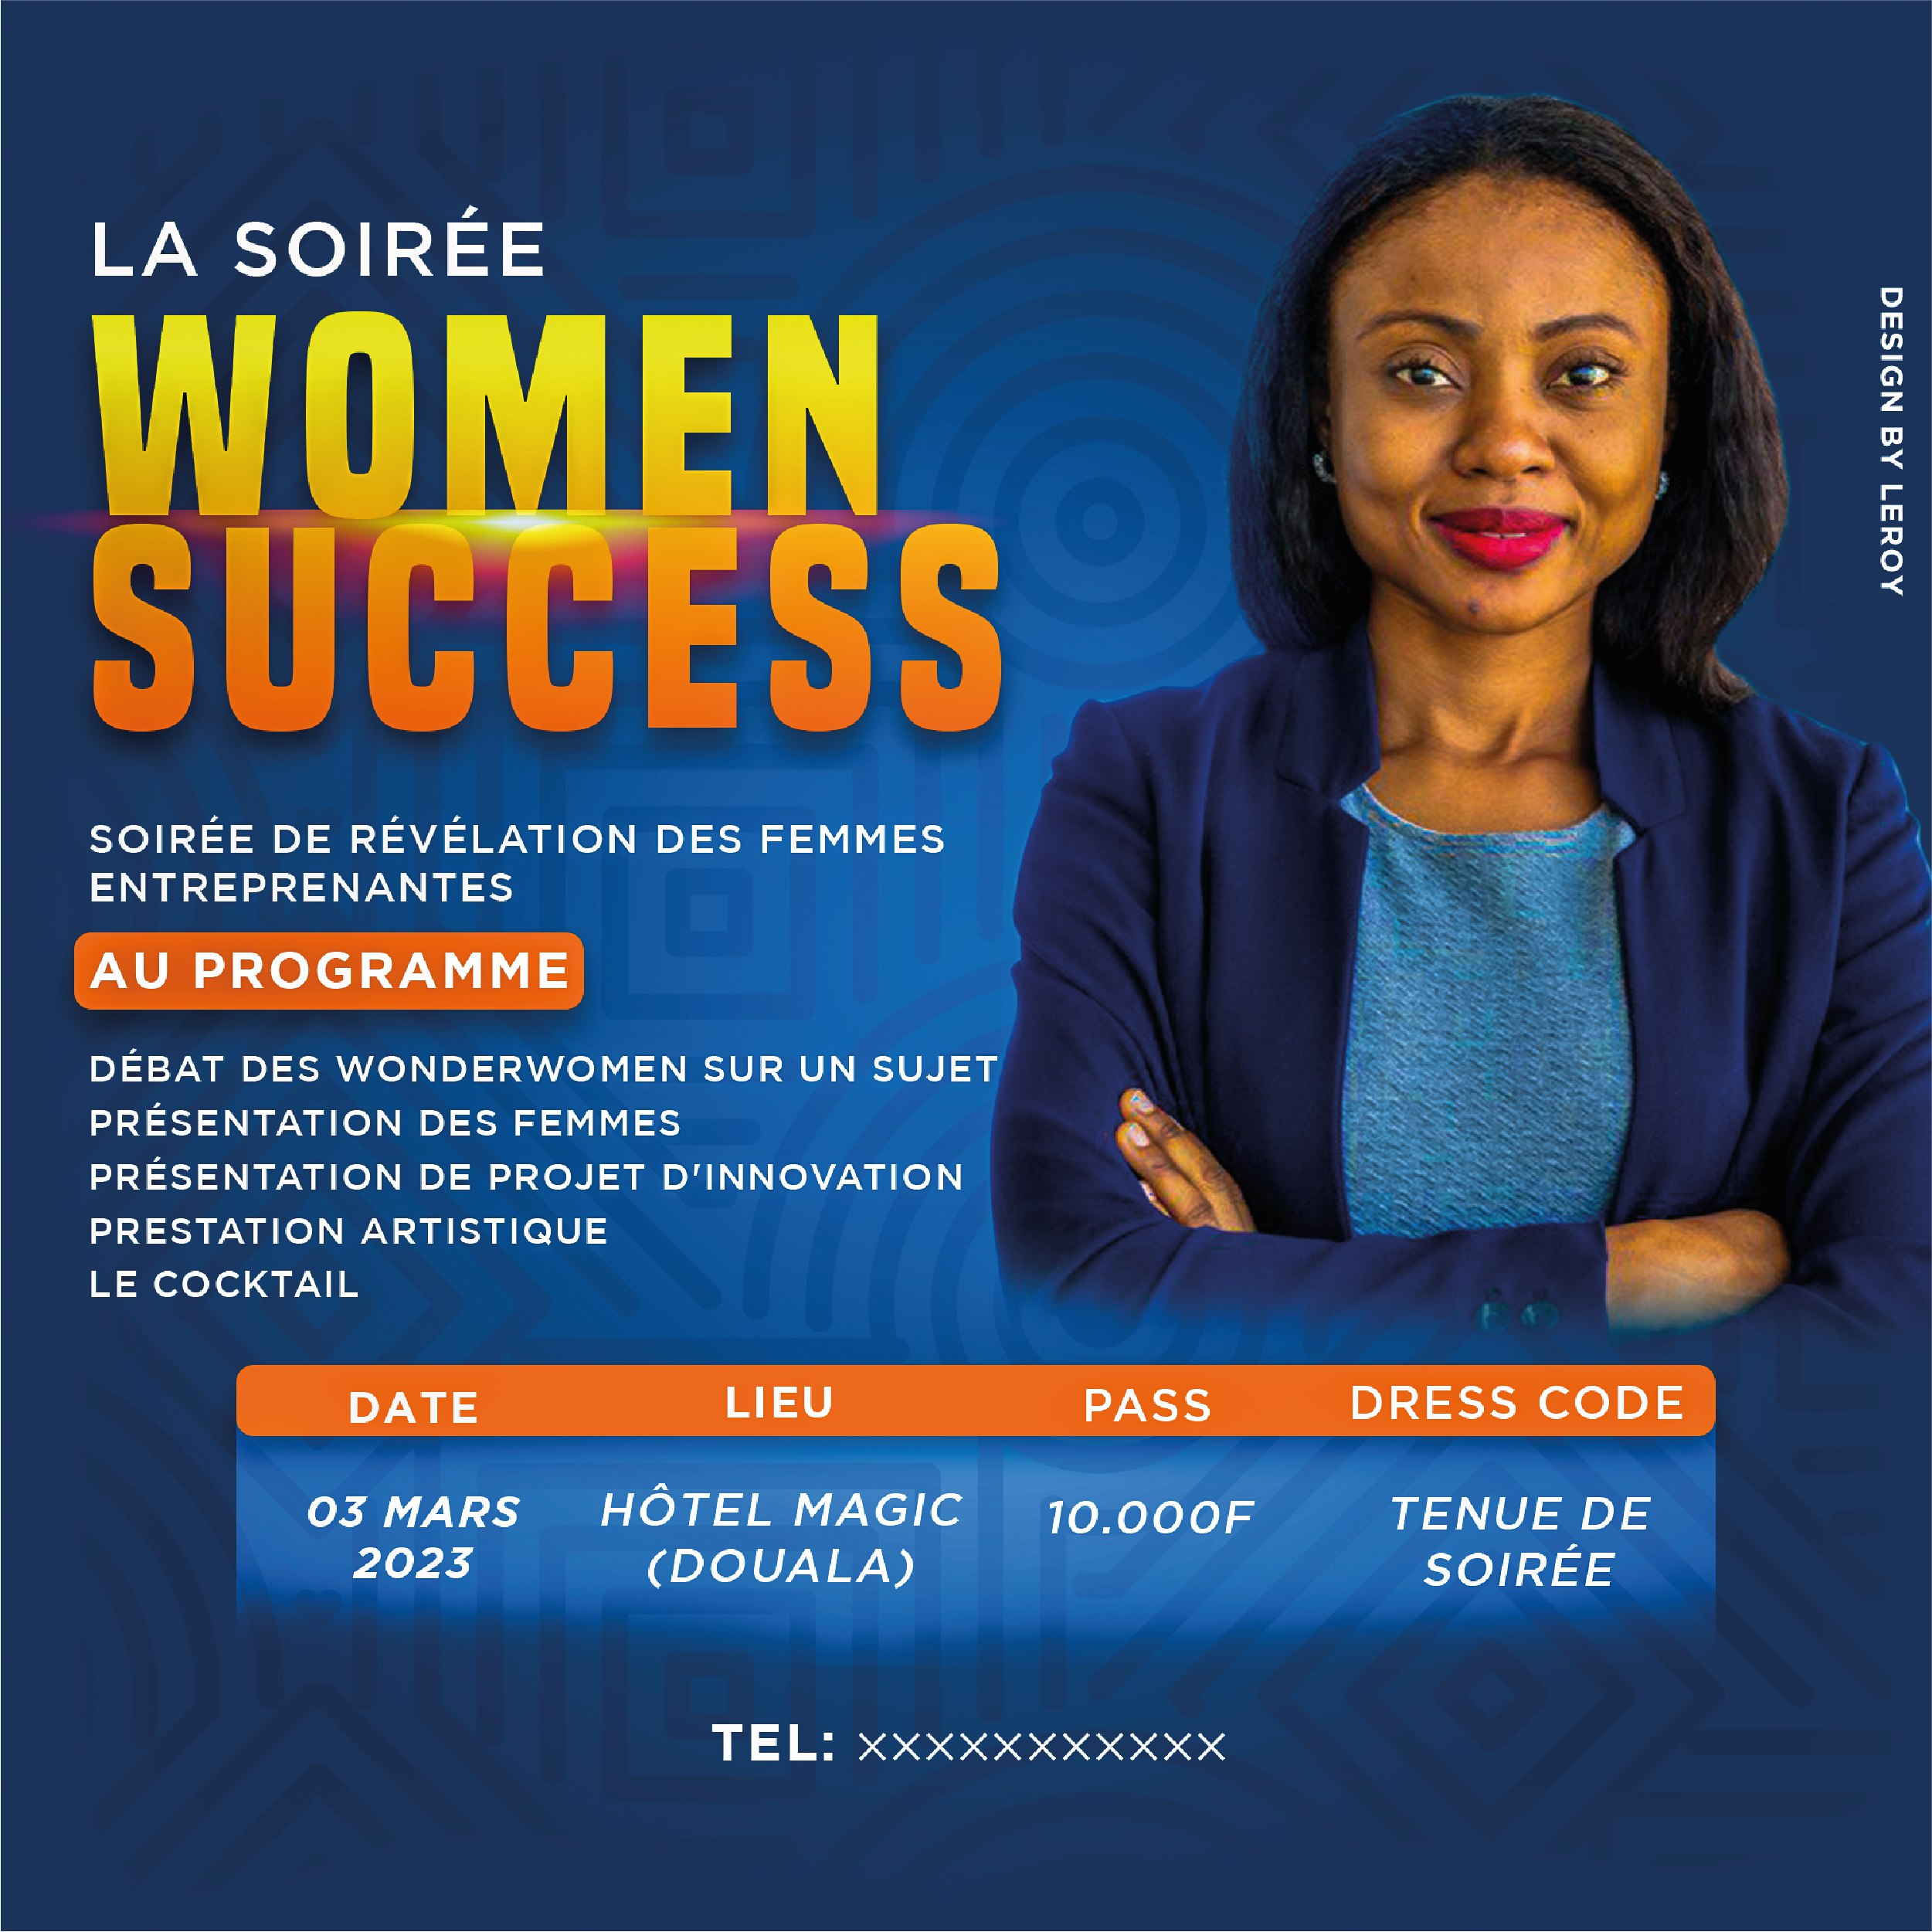 LA SOIRÉE
WOMEN
SUCCESS
SOIRÉE DE RÉVÉLATION DES FEMMES
ENTREPRENANTES
AU PROGRAMME
DÉBAT DES WONDERWOMEN SUR UN SUJET
PRÉSENTATION DES FEMMES
PRÉSENTATION DE PROJET D'INNOVATION
PRESTATION ARTISTIQUE
LE COCKTAIL
DATE
03 MARS
2023
LIEU
HÔTEL MAGIC
(DOUALA)
PASS
10.000F
DRESS CODE
TENUE DE
SOIRÉE
TEL: XXXXXXXXXXX
DESIGN BY LEROY